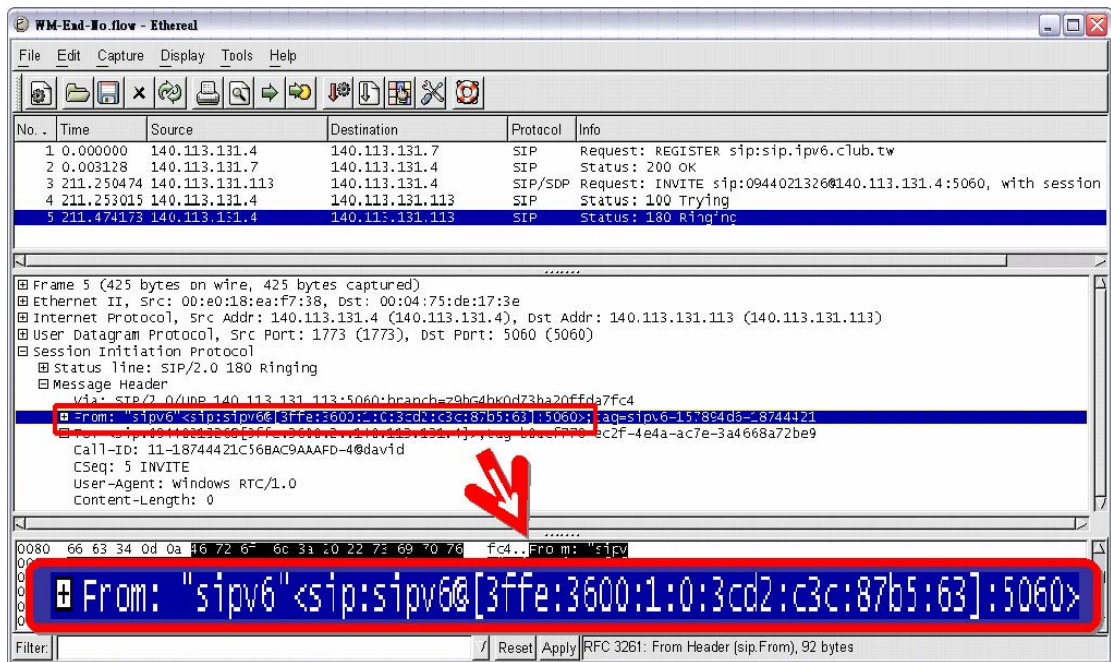 WM-End-No.flow - Ethereal
File Edit Capture Display Tools Help
No. . Time Source Destination Protocol Info
1 0.000000 140.113.131.4 140.113.131.7 SIP Request: REGISTER sip:sip.ipv6.club.tw
2 0.003128 140.113.131.7 140.113.131.4 SIP Status: 200 OK
3 211.250474 140.113.131.113 140.113.131.4 SIP/SDP Request: INVITE sip:0944021326@140.113.131.4:5060, with session
4 211.253015 140.113.131.4 140.113.131.113 SIP Status: 100 Trying
5 211.474173 140.113.131.4 140.113.131.113 SIP Status: 180 Ringing
Frame 5 (425 bytes on wire, 425 bytes captured)
Ethernet II, Src: 00:e0:18:ea:f7:38, Dst: 00:04:75:de:17:3e
Internet Protocol, Src Addr: 140.113.131.4 (140.113.131.4), Dst Addr: 140.113.131.113 (140.113.131.113)
User Datagram Protocol, Src Port: 1773 (1773), Dst Port: 5060 (5060)
Session Initiation Protocol
Status line: SIP/2.0 180 Ringing
Message Header
Via: SIP/2.0/UDP 140.113.131.113:5060;branch=z9hG4bK0d73ba20ffda7fc4
From: "sipv6"<sip:sipv6@[3ffe:3600:1:0:3cd2:c3c:87b5:63]:5060>;tag=sipv6-157894d6-18744421
Call-ID: 11-18744421C56BAC9AAAFD-4@david
CSeq: 5 INVITE
User-Agent: Windows RTC/1.0
Content-Length: 0
0080 66 63 34 0d 0a 46 72 6f 6d 3a 20 22 73 69 70 76 fc4..From: "sipv
From: "sipv6"<sip:sipv6@[3ffe:3600:1:0:3cd2:c3c:87b5:63]:5060>
Filter: / Reset Apply RFC 3261: From Header (sip.From), 92 bytes